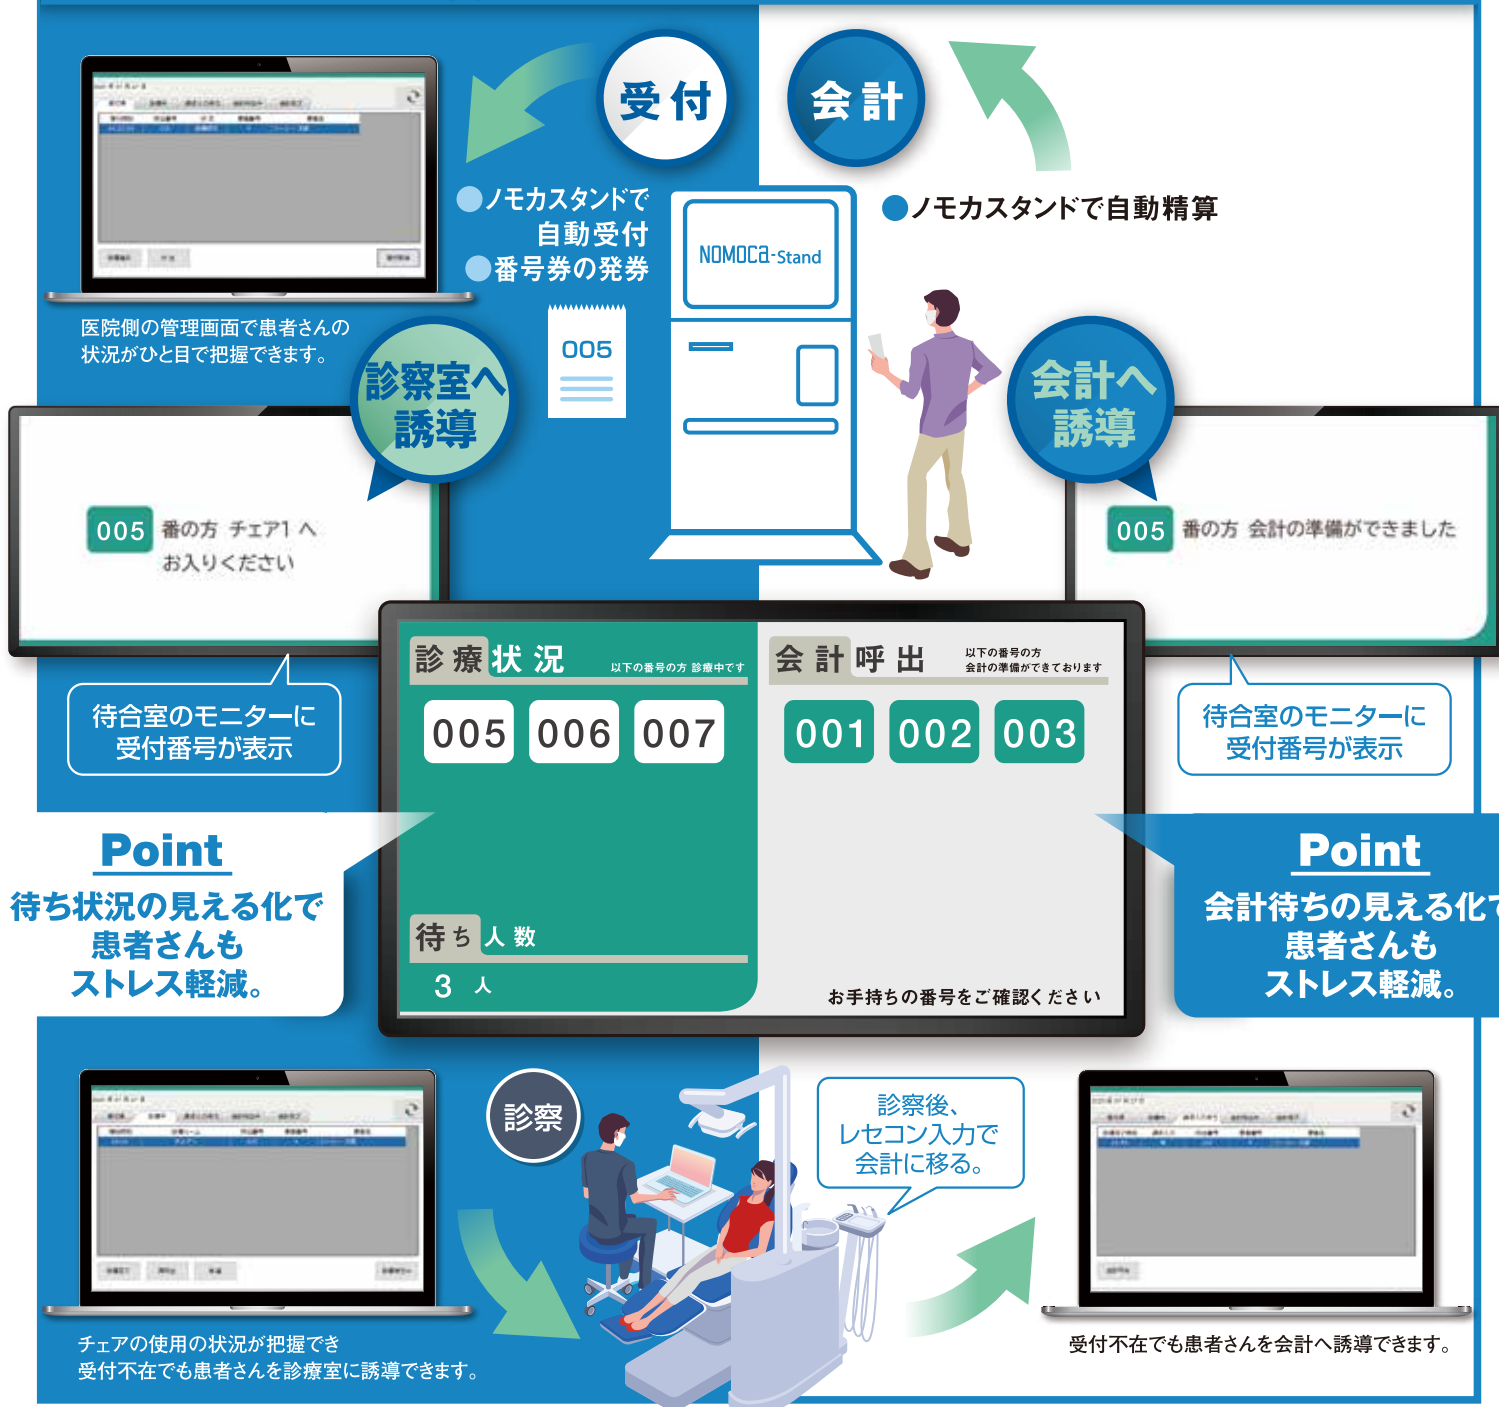 受付
会計
●ノモカスタンドで
自動受付
●番号券の発券
●ノモカスタンドで自動精算
NOMOCa-Stand
医院側の管理画面で患者さんの
状況がひと目で把握できます。
005
診察室へ
誘導
会計へ
誘導
005 番の方 チェア1 へ
お入りください
005 番の方 会計の準備ができました
待合室のモニターに
受付番号が表示
待合室のモニターに
受付番号が表示
診療状況 以下の番号の方 診療中です
005 006 007
会計呼出 以下の番号の方
会計の準備ができております
001 002 003
待ち人数
3 人
お手持ちの番号をご確認ください
Point
待ち状況の見える化で
患者さんも
ストレス軽減。
Point
会計待ちの見える化で
患者さんも
ストレス軽減。
診察
診察後、
レセコン入力で
会計に移る。
チェアの使用の状況が把握でき
受付不在でも患者さんを診療室に誘導できます。
受付不在でも患者さんを会計へ誘導できます。